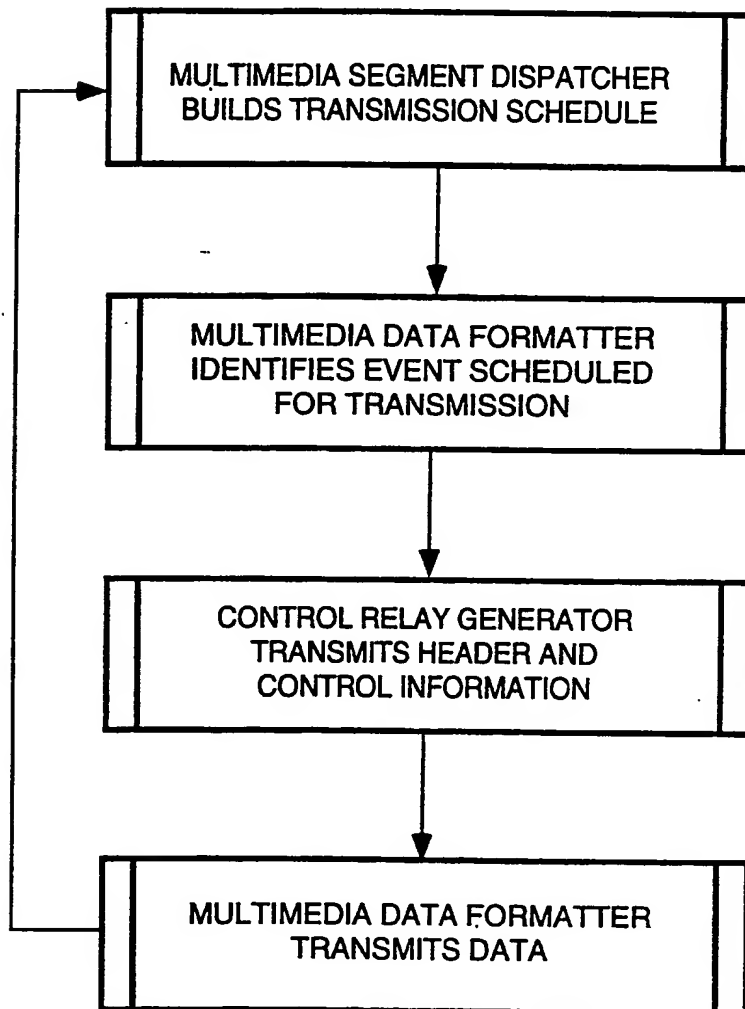 MULTIMEDIA SEGMENT DISPATCHER
BUILDS TRANSMISSION SCHEDULE
MULTIMEDIA DATA FORMATTER
IDENTIFIES EVENT SCHEDULED
FOR TRANSMISSION
CONTROL RELAY GENERATOR
TRANSMITS HEADER AND
CONTROL INFORMATION
MULTIMEDIA DATA FORMATTER
TRANSMITS DATA